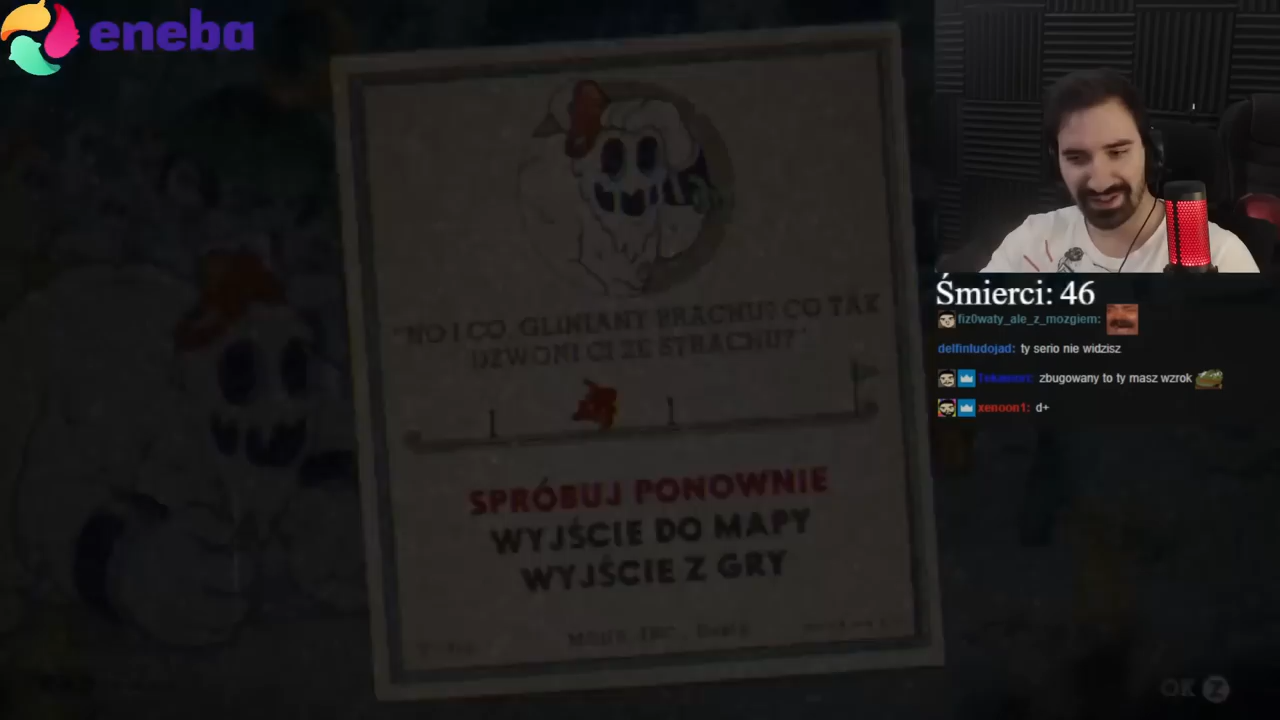 eneba
"NO I CO, GLINIANY BRACHU? CO TAK
DZWONI CI ZE STRACHU?"
SPRÓBUJ PONOWNIE
WYJŚCIE DO MAPY
WYJŚCIE Z GRY
OK Z
Śmierci: 46
fiz0waty_ale_z_mozgiem:
delfinludojad: ty serio nie widzisz
zbugowany to ty masz wzrok
xenoon1: d+